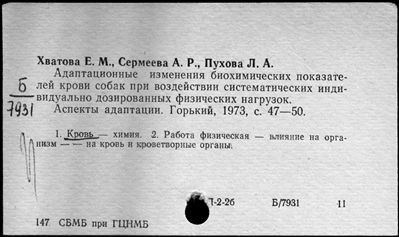 Хватова Е. М., Сермеева А. Р., Пухова Л. А.
Адаптационные изменения биохимических показате-
лей крови собак при воздействии систематических инди-
видуально дозированных физических нагрузок.
Аспекты адаптации. Горький, 1973, с. 47—50.
Б
7931
1. Кровь — химия. 2. Работа физическая — влияние на орга-
низм — — на кровь и кроветворные органы.
Л-2-26 Б/7931 11
147 СБМБ при ГЦНМБ